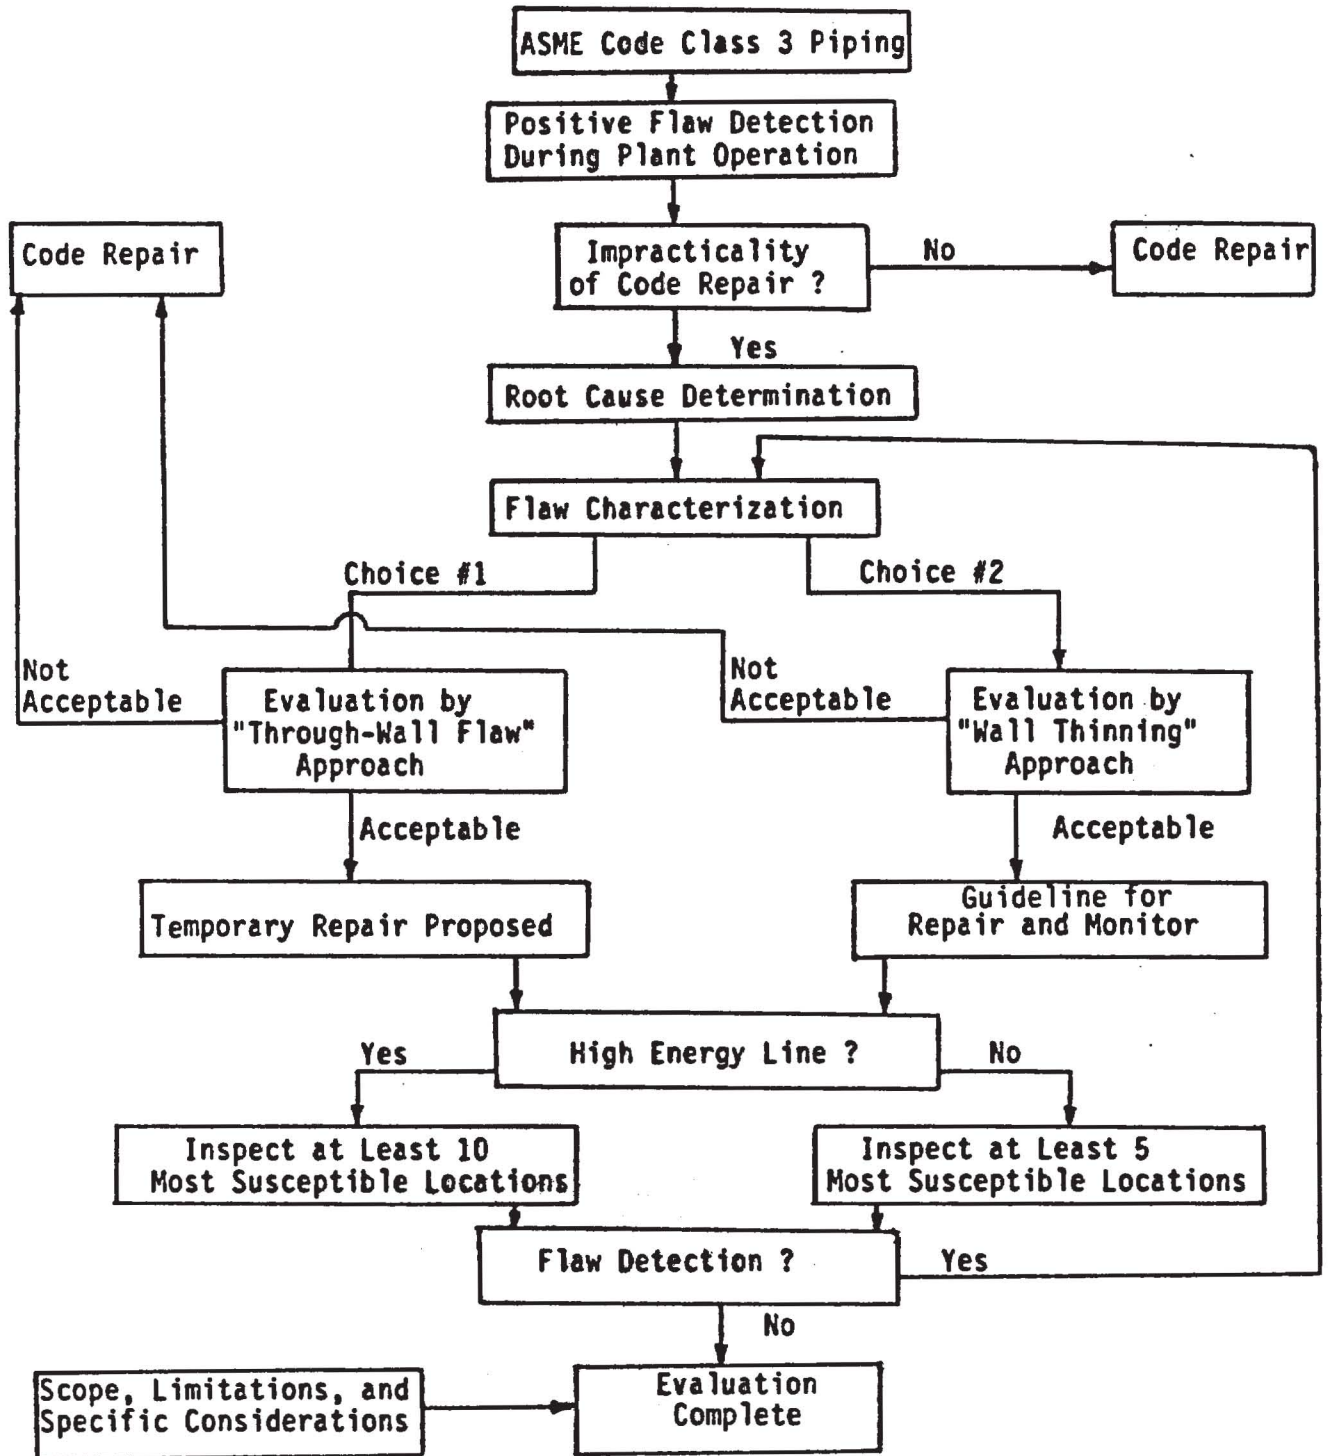 ASME Code Class 3 Piping
Positive Flaw Detection
During Plant Operation
Code Repair
Impracticality
of Code Repair ?
No
Code Repair
Yes
Root Cause Determination
Flaw Characterization
Choice #1
Choice #2
Not
Acceptable
Evaluation by
"Through-Wall Flaw"
Approach
Not
Acceptable
Evaluation by
"Wall Thinning"
Approach
Acceptable
Acceptable
Temporary Repair Proposed
Guideline for
Repair and Monitor
Yes
High Energy Line ?
No
Inspect at Least 10
Most Susceptible Locations
Inspect at Least 5
Most Susceptible Locations
Flaw Detection ?
Yes
No
Scope, Limitations, and
Specific Considerations
Evaluation
Complete